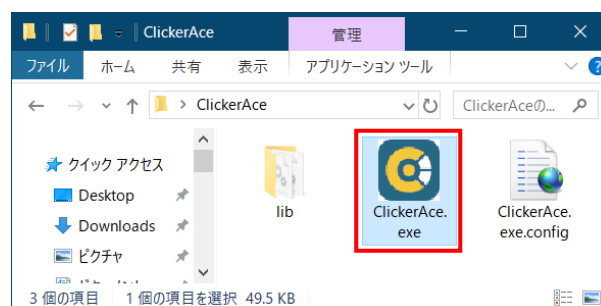 ClickerAce
管理
ファイル ホーム 共有 表示 アプリケーション ツール
ClickerAce
ClickerAceの...
クイック アクセス
Desktop
Downloads
ピクチャ
lib
ClickerAce.
exe
ClickerAce.
exe.config
3 個の項目 1 個の項目を選択 49.5 KB